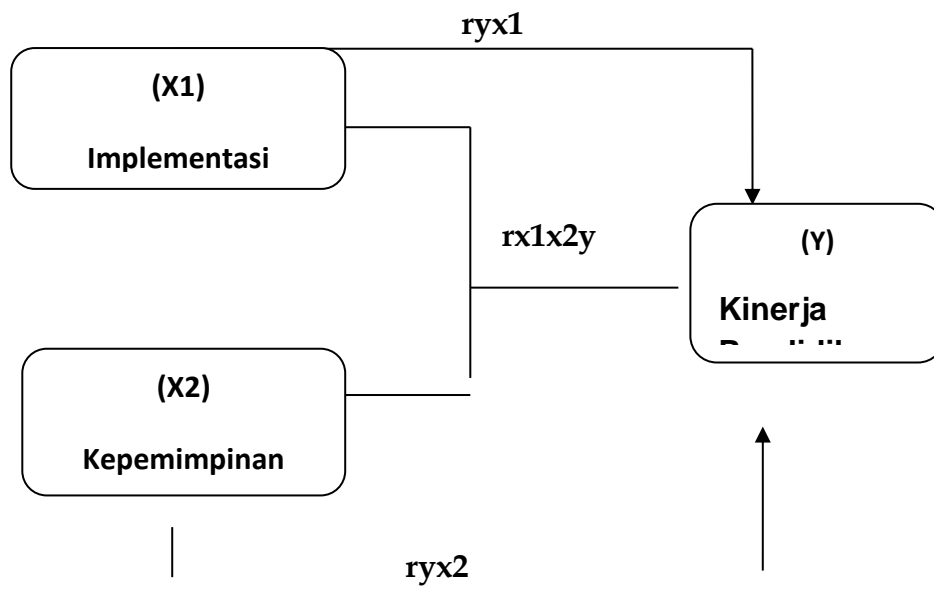 ryx1
(X1)
Implementasi
rx1x2y
(Y)
Kinerja
(X2)
Kepemimpinan
ryx2